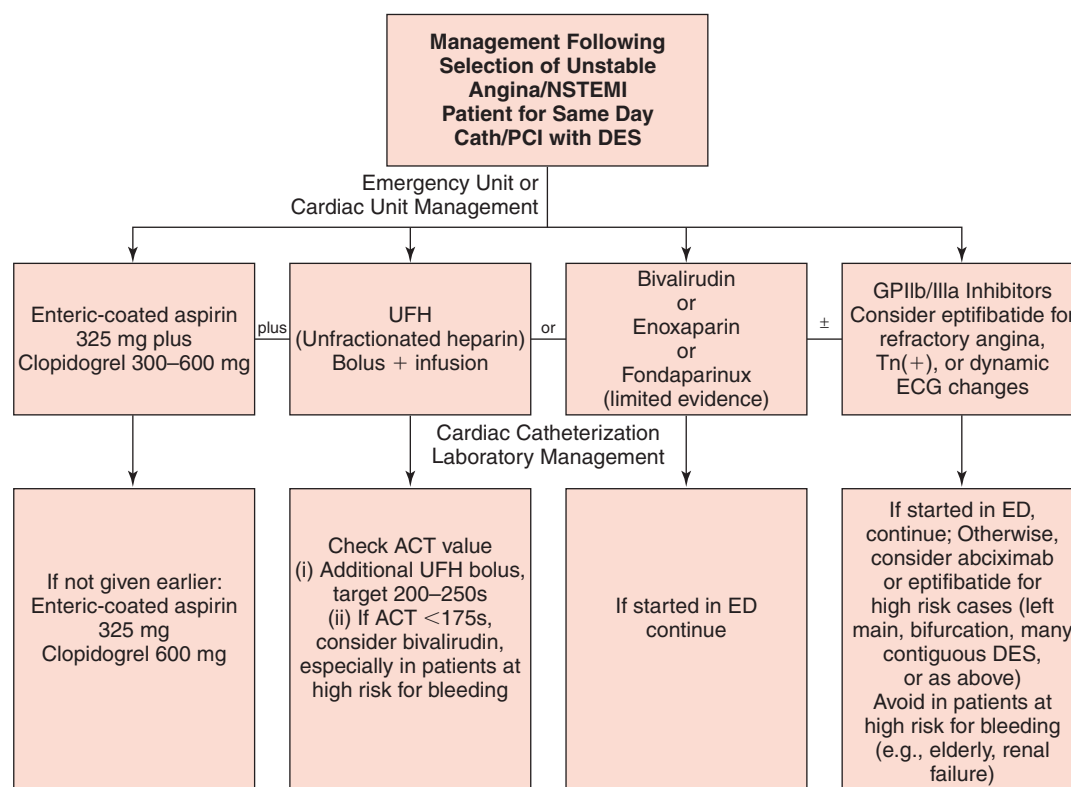 Management Following
Selection of Unstable
Angina/NSTEMI
Patient for Same Day
Cath/PCI with DES
Emergency Unit or
Cardiac Unit Management
Enteric-coated aspirin
325 mg plus
Clopidogrel 300–600 mg
plus
UFH
(Unfractionated heparin)
Bolus + infusion
or
Bivalirudin
or
Enoxaparin
or
Fondaparinux
(limited evidence)
±
GPIIb/IIIa Inhibitors
Consider eptifibatide for
refractory angina,
Tn(+), or dynamic
ECG changes
Cardiac Catheterization
Laboratory Management
If not given earlier:
Enteric-coated aspirin
325 mg
Clopidogrel 600 mg
Check ACT value
(i) Additional UFH bolus,
target 200–250s
(ii) If ACT <175s,
consider bivalirudin,
especially in patients at
high risk for bleeding
If started in ED
continue
If started in ED,
continue; Otherwise,
consider abciximab
or eptifibatide for
high risk cases (left
main, bifurcation, many
contiguous DES,
or as above)
Avoid in patients at
high risk for bleeding
(e.g., elderly, renal
failure)